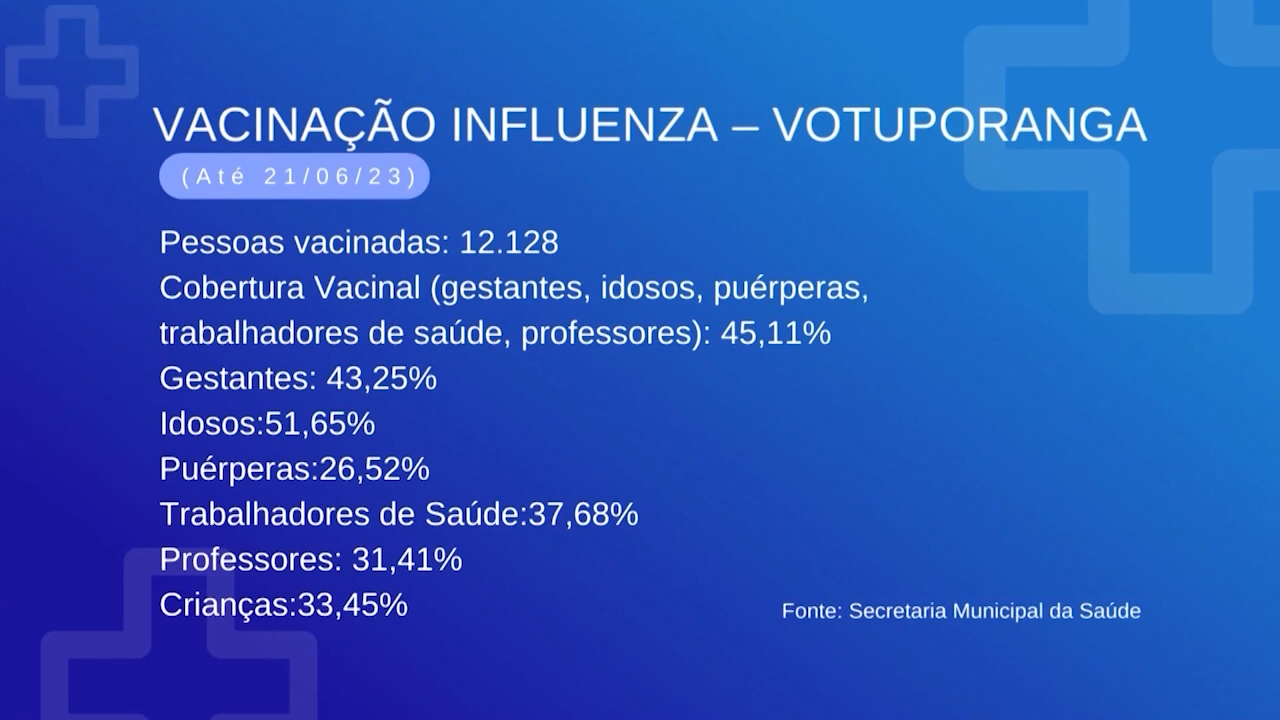 VACINAÇÃO INFLUENZA – VOTUPORANGA
(Até 21/06/23)
Pessoas vacinadas: 12.128
Cobertura Vacinal (gestantes, idosos, puérperas,
trabalhadores de saúde, professores): 45,11%
Gestantes: 43,25%
Idosos:51,65%
Puérperas:26,52%
Trabalhadores de Saúde:37,68%
Professores: 31,41%
Crianças:33,45%
Fonte: Secretaria Municipal da Saúde